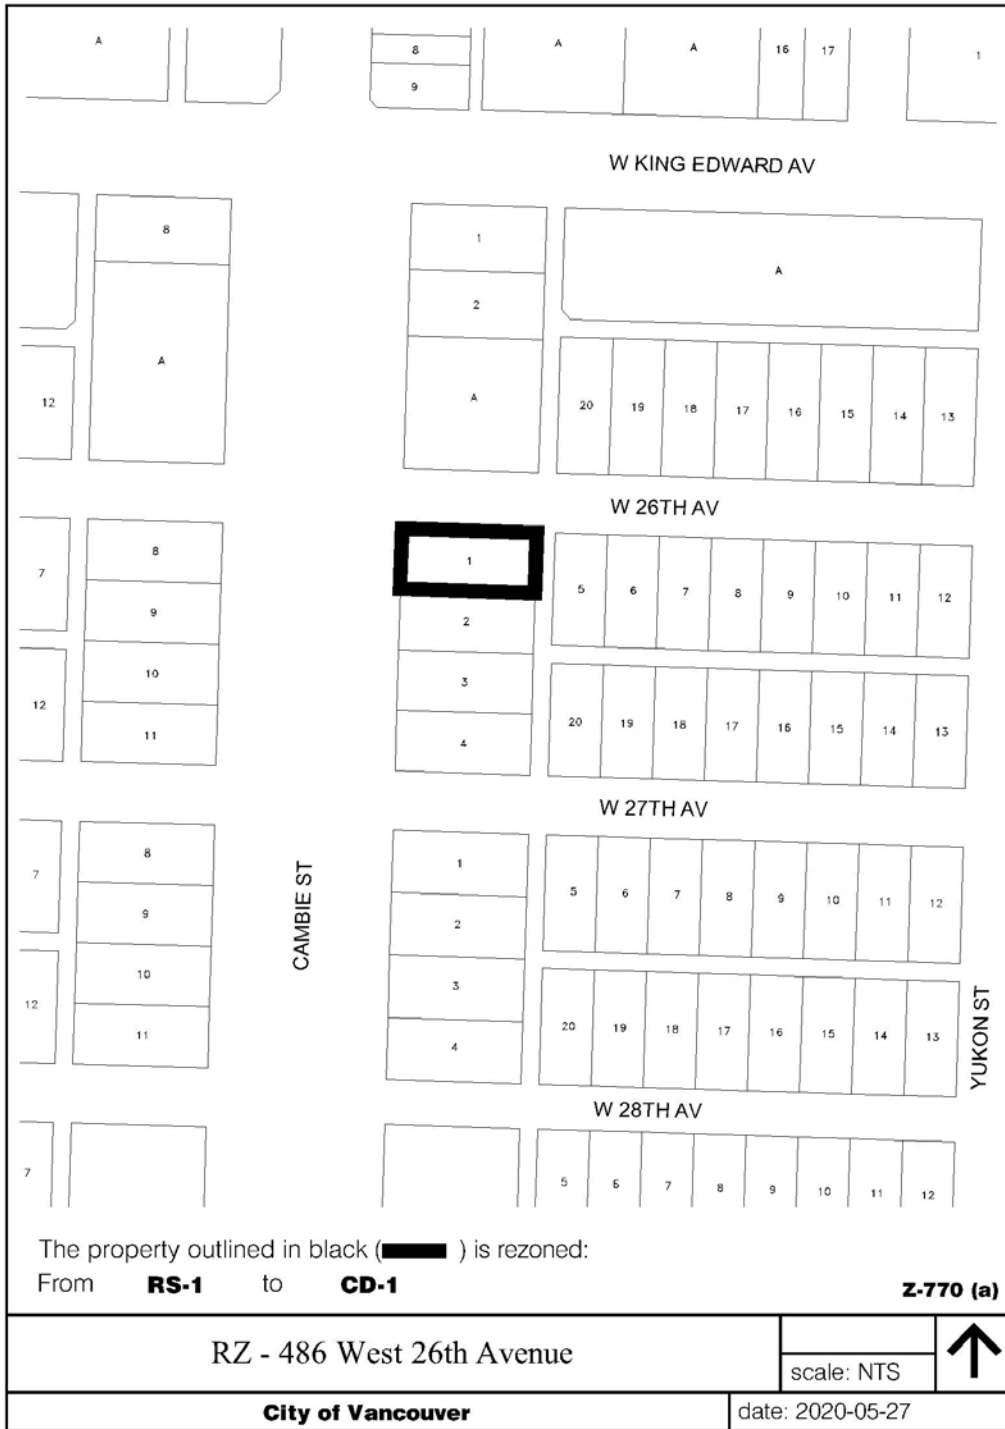 A 8 A A 16 17 1
9
W KING EDWARD AV
8 1
A
2
A
12 A 20 19 18 17 16 15 14 13
W 26TH AV
7 8 1
9 5 6 7 8 9 10 11 12
2
10 3
12 11 4 20 19 18 17 16 15 14 13
W 27TH AV
7 8 1
9 2 5 6 7 8 9 10 11 12
CAMBIE ST
10 3
12 11 4 20 19 18 17 16 15 14 13
YUKON ST
W 28TH AV
7 5 6 7 8 9 10 11 12
The property outlined in black ( ) is rezoned:
From RS-1 to CD-1
Z-770 (a)
RZ - 486 West 26th Avenue
scale: NTS
City of Vancouver
date: 2020-05-27